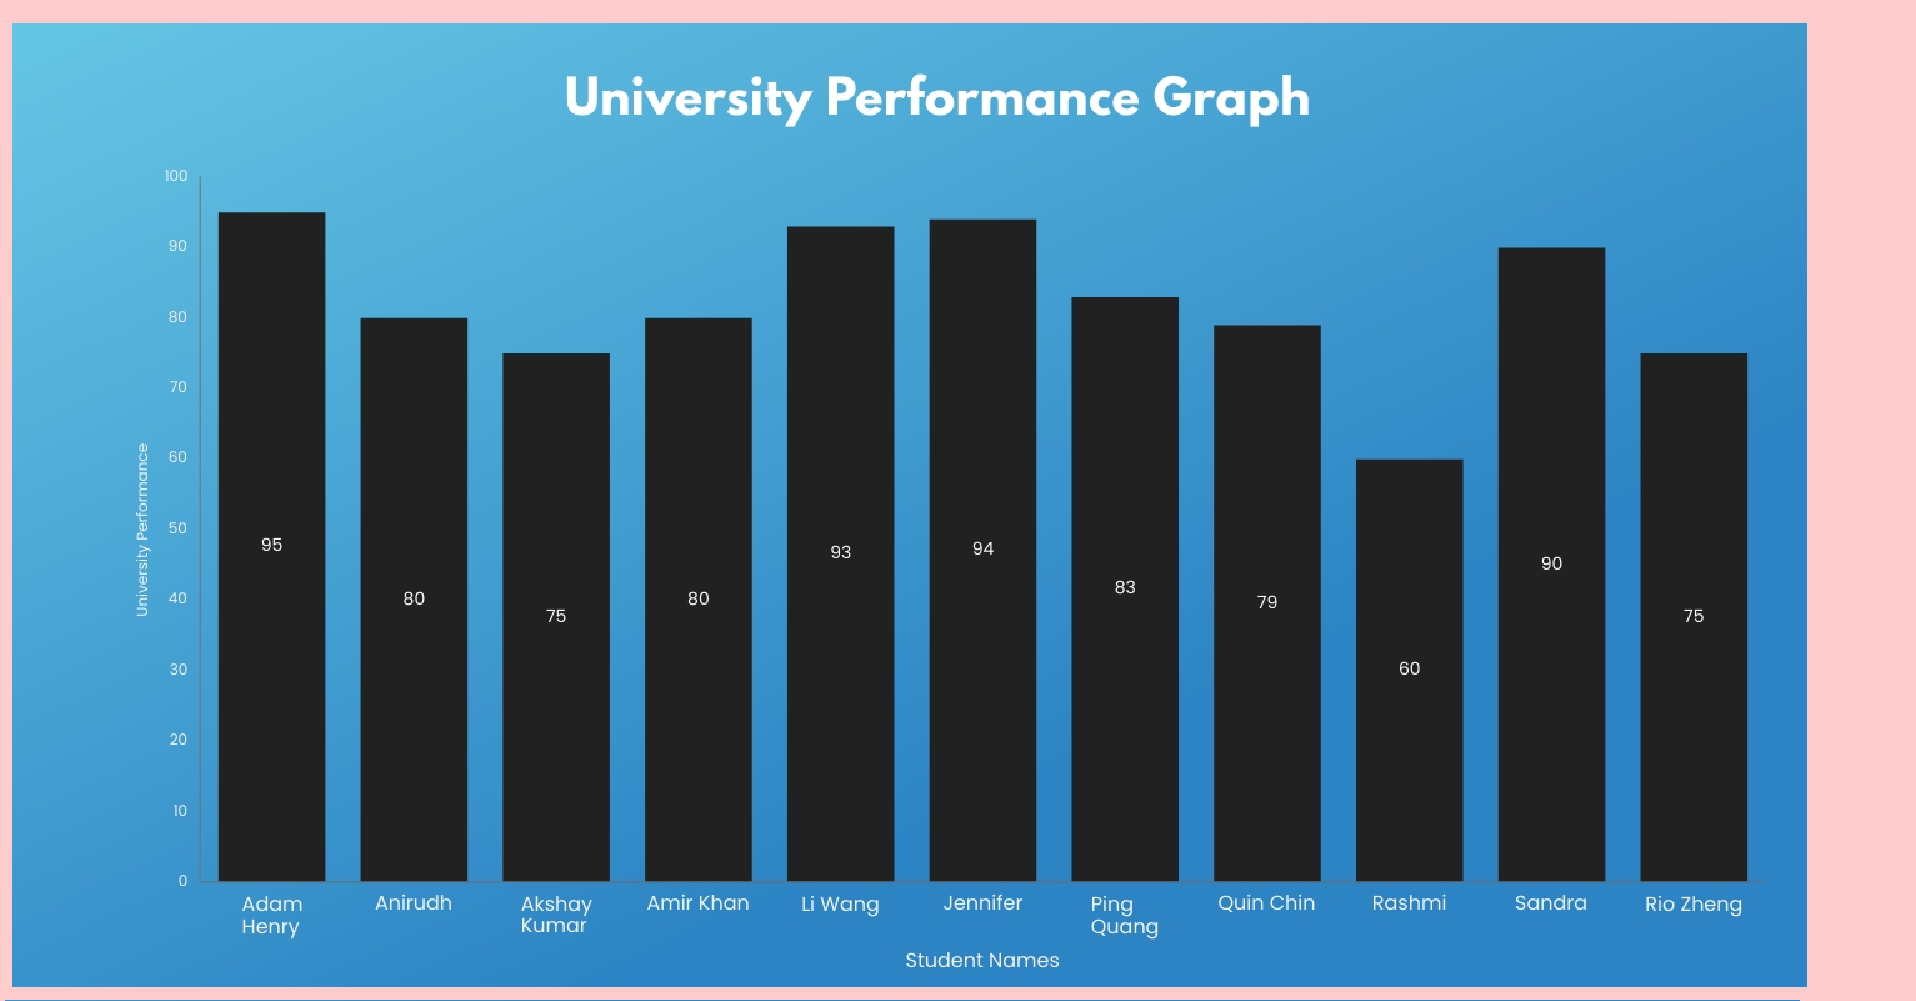 University Performance Graph
100
90
80
70
60
50
40
30
20
10
0
University Performance
95
80
75
80
93
94
83
79
60
90
75
Adam
Henry
Anirudh
Akshay
Kumar
Amir Khan
Li Wang
Jennifer
Ping
Quang
Quin Chin
Rashmi
Sandra
Rio Zheng
Student Names